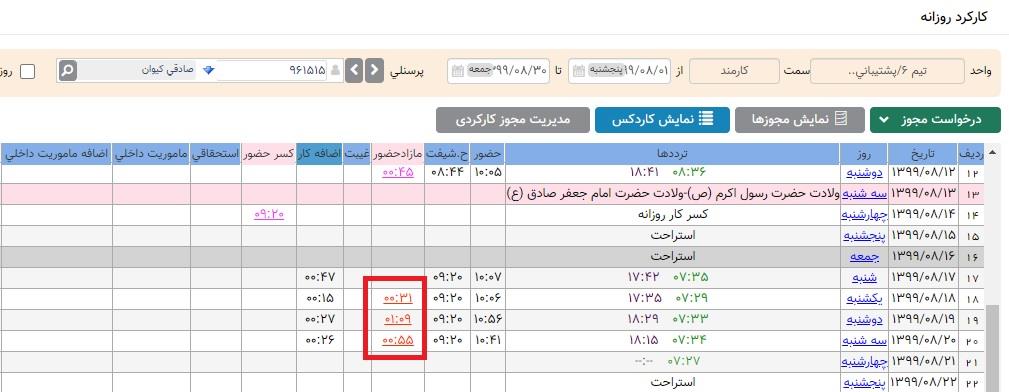 کارکرد روزانه
واحد تیم ۶/پشتیبانی.. سمت کارمند از ۹۹/۰۸/۰۱ پنجشنبه تا ۹۹/۰۸/۳۰ جمعه پرسنلي ۹۶۱۵۱۵ صادقي کیوان روز
درخواست مجوز نمایش مجوزها نمایش کاردکس مدیریت مجوز کارکردی
ردیف تاریخ روز ترددها حضور ح.شیفت مازادحضور غیبت اضافه کار کسر حضور استحقاقي ماموریت داخلي اضافه ماموریت داخلي
۱۲ ۱۳۹۹/۰۸/۱۲ دوشنبه ۰۸:۳۶ ۱۸:۴۱ ۱۰:۰۵ ۰۸:۴۴ ۰۰:۴۵
۱۳ ۱۳۹۹/۰۸/۱۳ سه شنبه ولادت حضرت رسول اکرم (ص)-ولادت حضرت امام جعفر صادق (ع)
۱۴ ۱۳۹۹/۰۸/۱۴ چهارشنبه کسر کار روزانه ۰۹:۲۰
۱۵ ۱۳۹۹/۰۸/۱۵ پنجشنبه استراحت
۱۶ ۱۳۹۹/۰۸/۱۶ جمعه استراحت
۱۷ ۱۳۹۹/۰۸/۱۷ شنبه ۰۷:۳۵ ۱۷:۴۲ ۱۰:۰۷ ۰۹:۲۰ ۰۰:۴۷
۱۸ ۱۳۹۹/۰۸/۱۸ یکشنبه ۰۷:۲۹ ۱۷:۳۵ ۱۰:۰۶ ۰۹:۲۰ ۰۰:۳۱ ۰۰:۱۵
۱۹ ۱۳۹۹/۰۸/۱۹ دوشنبه ۰۷:۳۳ ۱۸:۲۹ ۱۰:۵۶ ۰۹:۲۰ ۰۱:۰۹ ۰۰:۲۷
۲۰ ۱۳۹۹/۰۸/۲۰ سه شنبه ۰۷:۳۴ ۱۸:۱۵ ۱۰:۴۱ ۰۹:۲۰ ۰۰:۵۵ ۰۰:۲۶
۲۱ ۱۳۹۹/۰۸/۲۱ چهارشنبه ۰۷:۲۷ --:--
۲۲ ۱۳۹۹/۰۸/۲۲ پنجشنبه استراحت